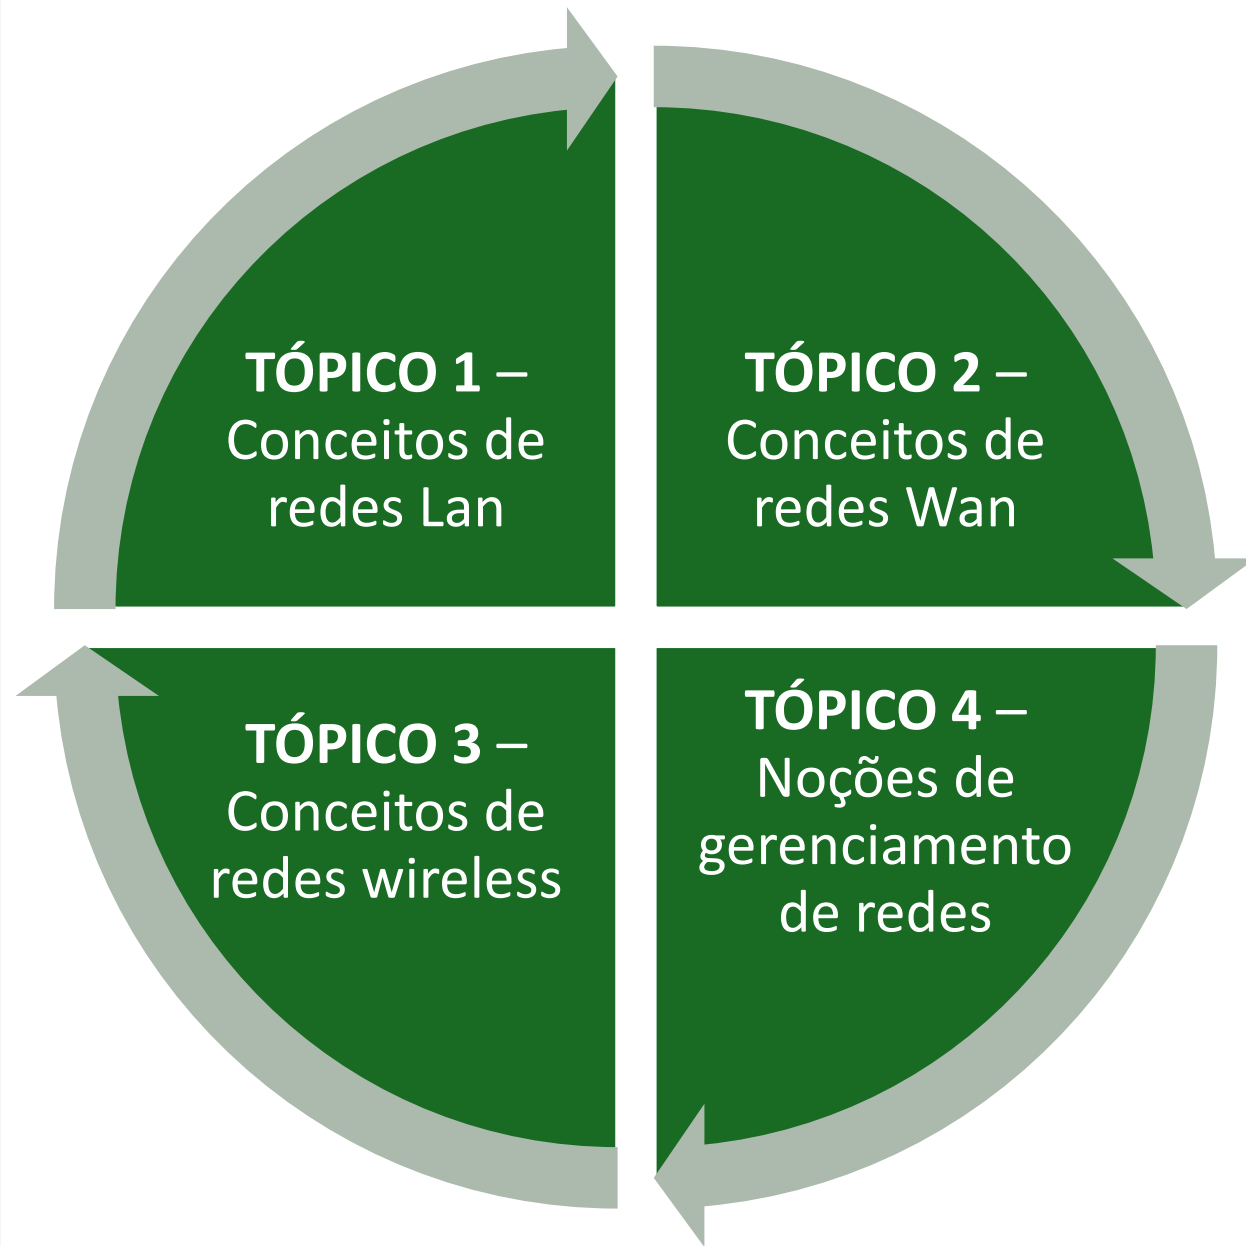 TÓPICO 1 –
Conceitos de
redes Lan
TÓPICO 2 –
Conceitos de
redes Wan
TÓPICO 3 –
Conceitos de
redes wireless
TÓPICO 4 –
Noções de
gerenciamento
de redes